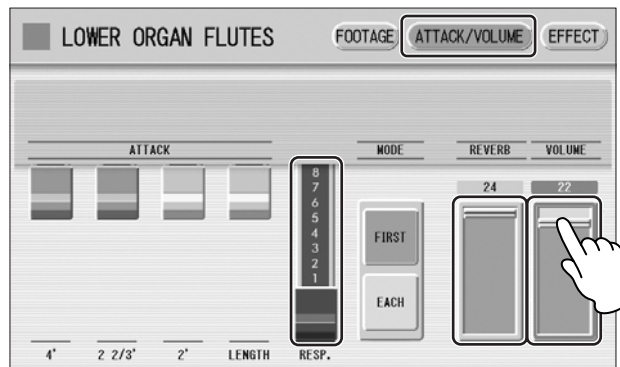 LOWER ORGAN FLUTES FOOTAGE ATTACK/VOLUME EFFECT
ATTACK MODE REVERB VOLUME
24 22
8
7
6
5
4
3
2
1
FIRST
EACH
4' 2 2/3' 2' LENGTH RESP.